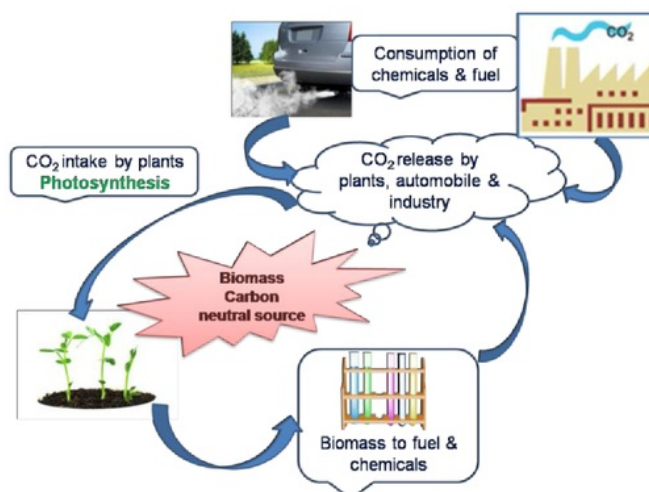 Consumption of
chemicals & fuel
CO2
CO₂ intake by plants
Photosynthesis
CO₂ release by
plants, automobile &
industry
Biomass
Carbon
neutral source
Biomass to fuel &
chemicals